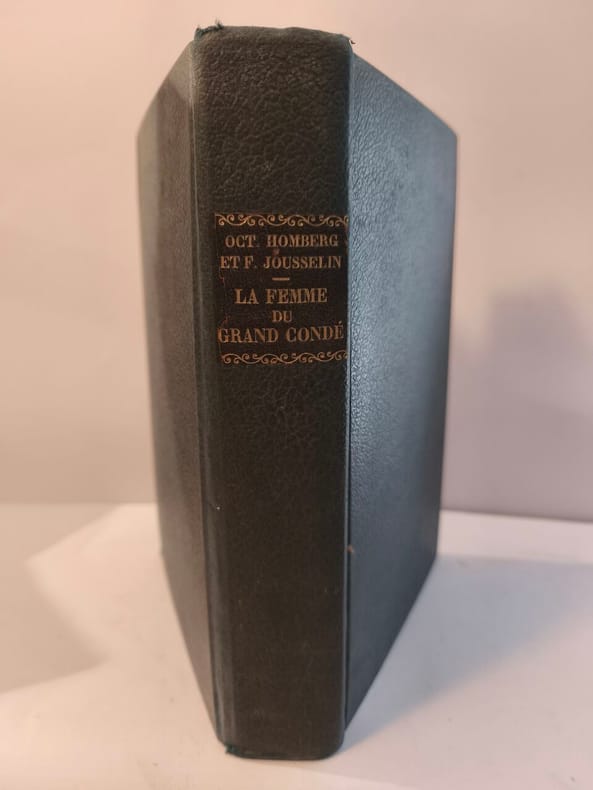 OCT. HOMBERG
ET F. JOUSSELIN
LA FEMME
DU
GRAND CONDÉ